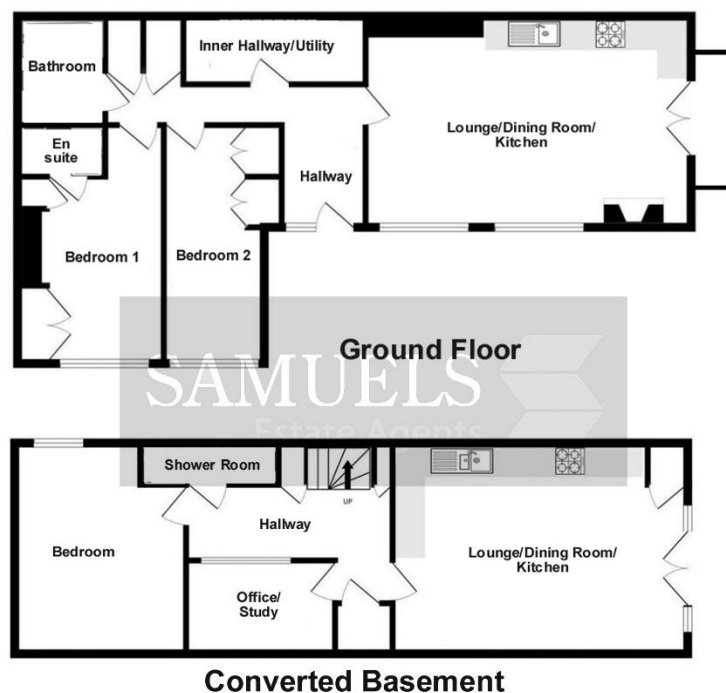 Inner Hallway/Utility
Bathroom
Lounge/Dining Room/
Kitchen
En
suite
Hallway
Bedroom 1
Bedroom 2
Ground Floor
SAMUELS
Estate Agents
Shower Room
UP
Hallway
Bedroom
Lounge/Dining Room/
Kitchen
Office/
Study
Converted Basement